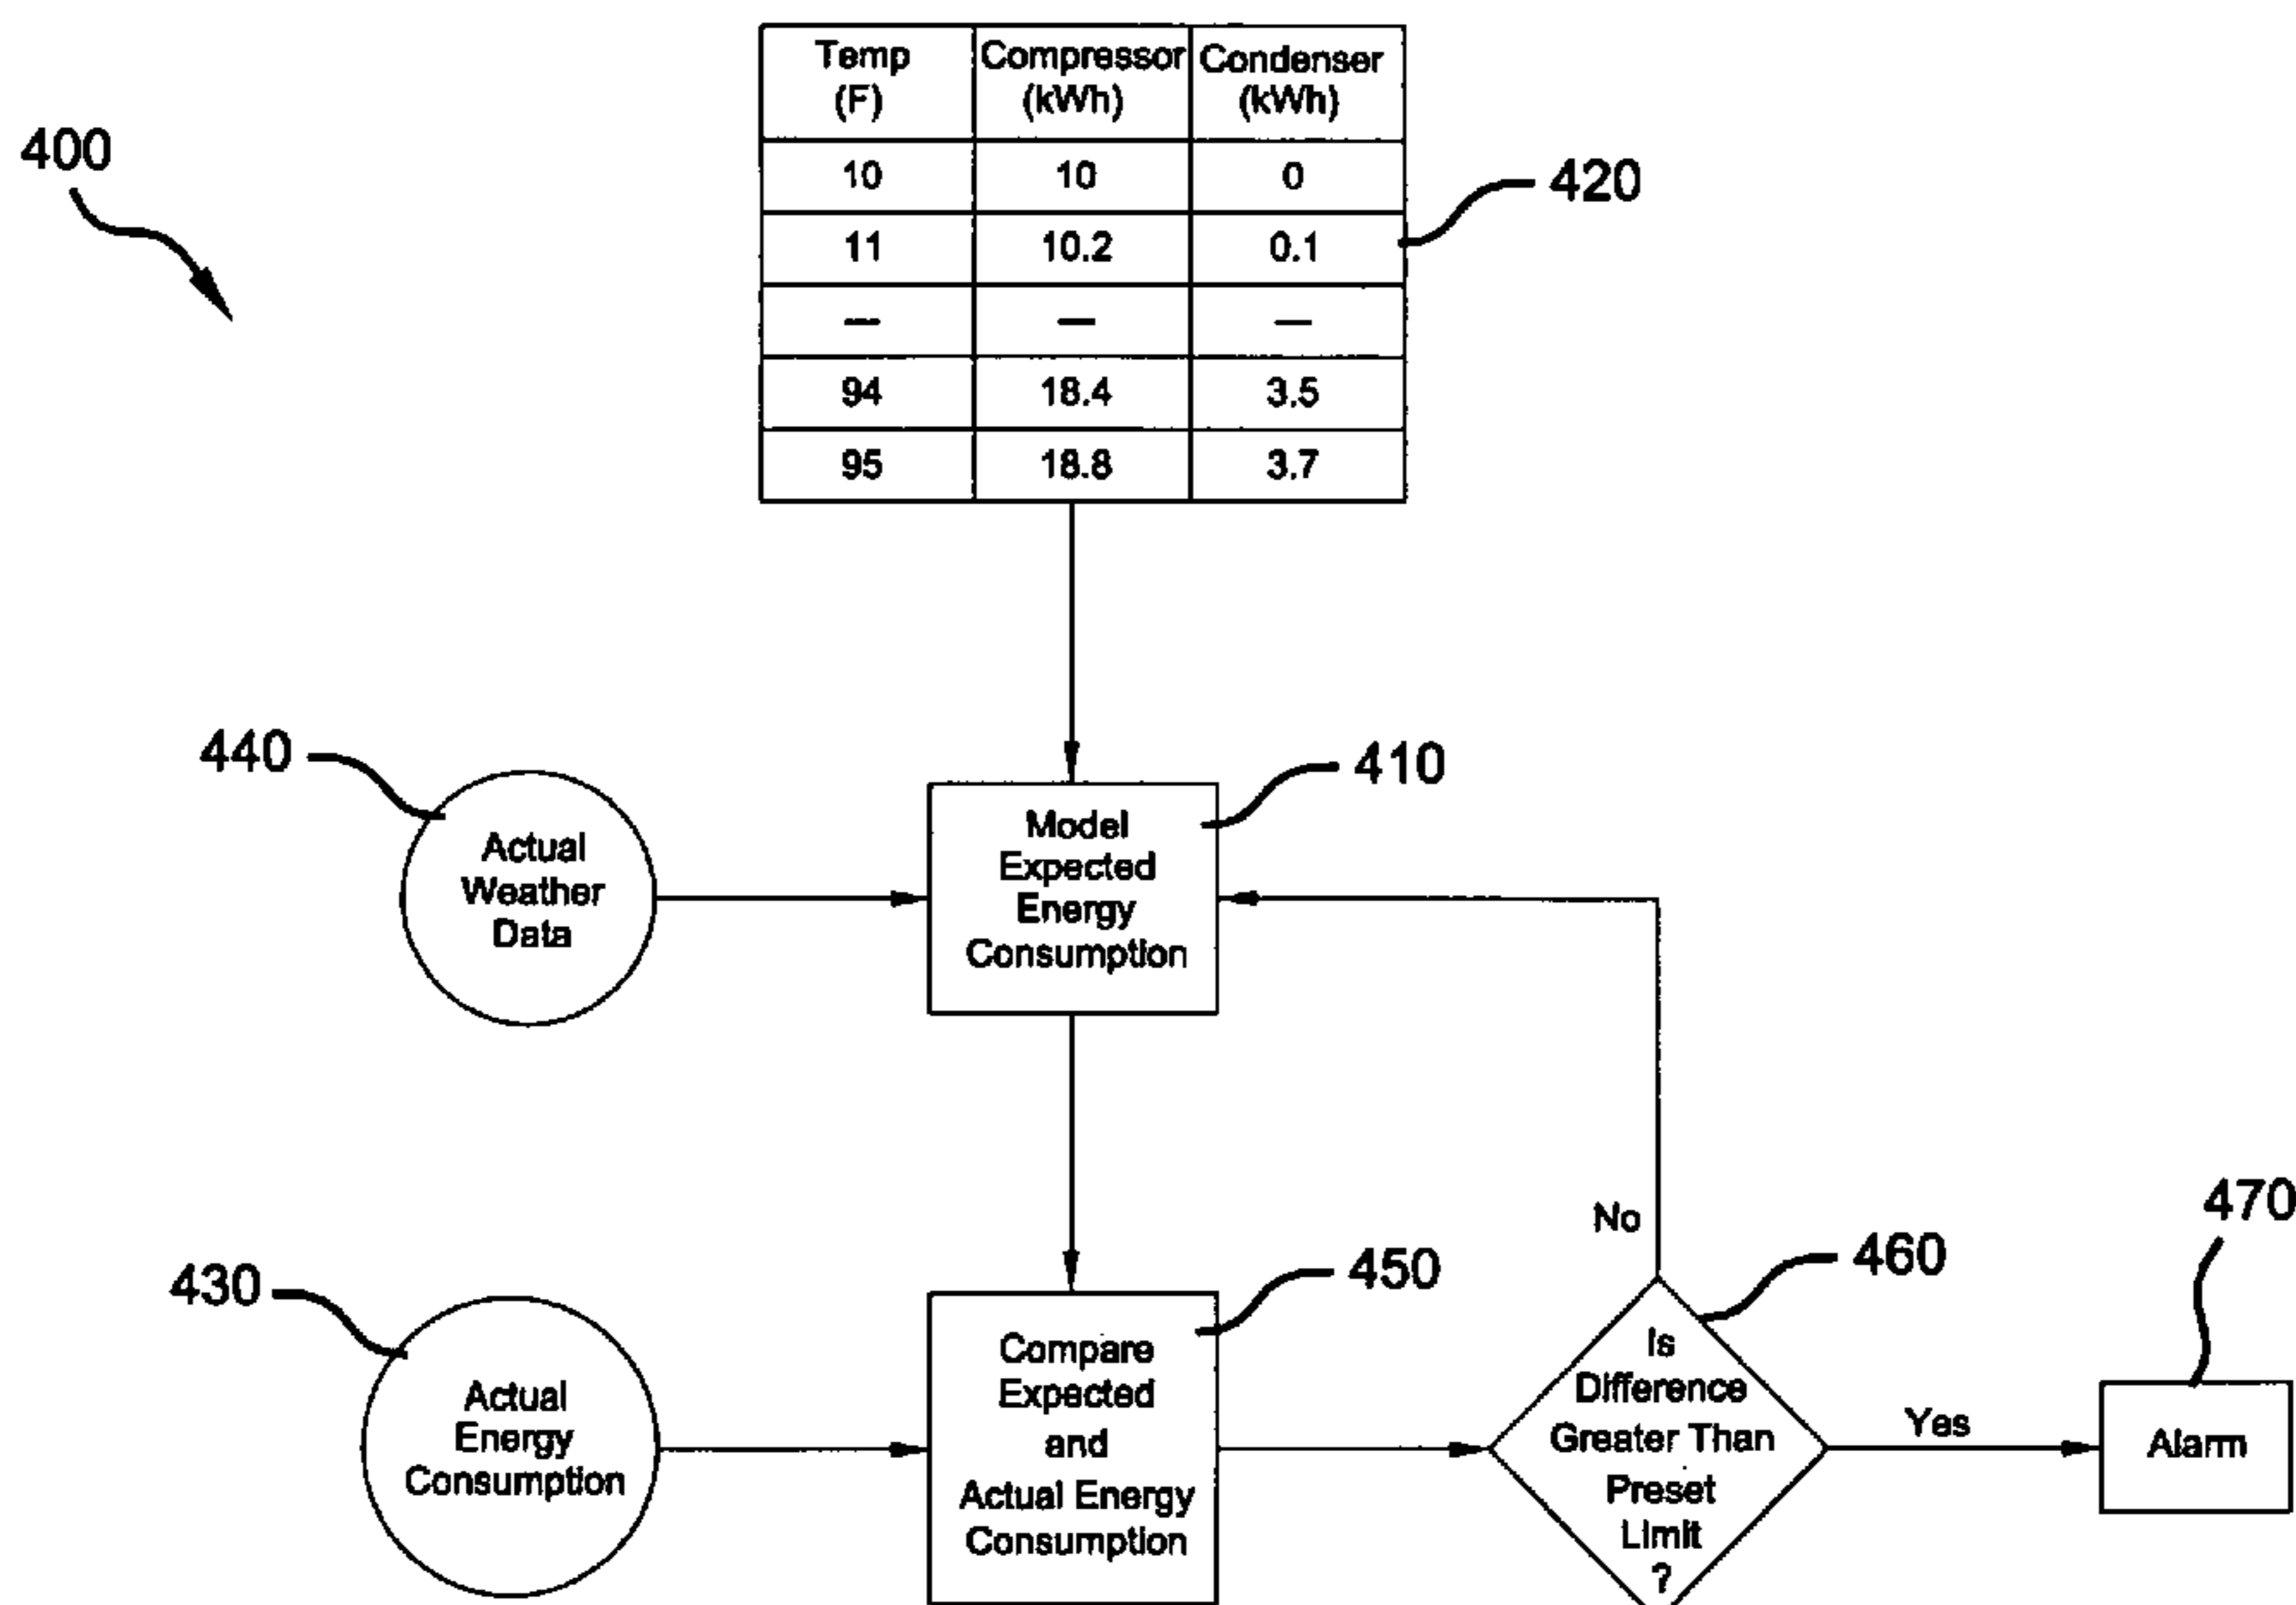 Temp
(F)
Compressor
(kWh)
Condenser
(kWh)
10
10
0
11
10.2
0.1
—
—
—
94
18.4
3.5
95
18.8
3.7
400
420
440
Actual
Weather
Data
410
Model
Expected
Energy
Consumption
430
Actual
Energy
Consumption
450
Compare
Expected
and
Actual Energy
Consumption
No
460
Is
Difference
Greater Than
Preset
Limit
?
Yes
470
Alarm